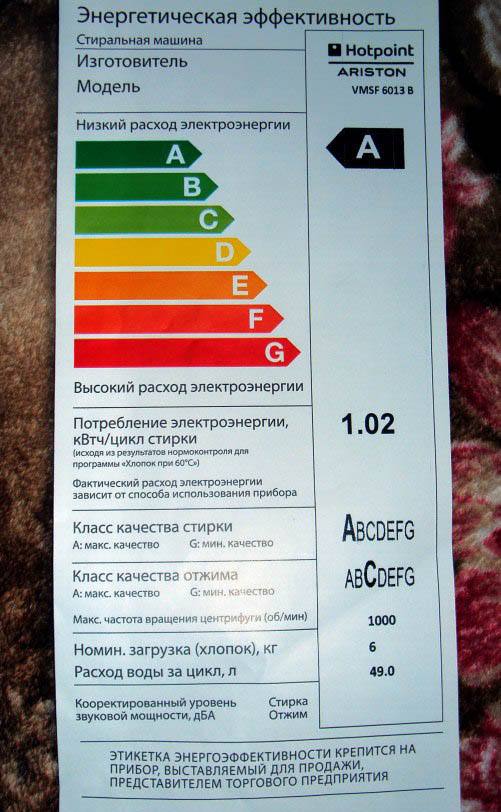 Энергетическая эффективность
Стиральная машина
Изготовитель
Hotpoint
ARISTON
Модель
VMSF 6013 B
Низкий расход электроэнергии
A
A
B
C
D
E
F
G
Высокий расход электроэнергии
Потребление электроэнергии,
кВтч/цикл стирки
1.02
(исходя из результатов нормоконтроля для
программы «Хлопок при 60°C»)
Фактический расход электроэнергии
зависит от способа использования прибора
Класс качества стирки
ABCDEFG
A: макс. качество G: мин. качество
Класс качества отжима
ABCDEFG
A: макс. качество G: мин. качество
Макс. частота вращения центрифуги (об/мин) 1000
Номин. загрузка (хлопок), кг 6
Расход воды за цикл, л 49.0
Кооректированный уровень Стирка
звуковой мощности, дБА Отжим
ЭТИКЕТКА ЭНЕРГОЭФФЕКТИВНОСТИ КРЕПИТСЯ НА
ПРИБОР, ВЫСТАВЛЯЕМЫЙ ДЛЯ ПРОДАЖИ,
ПРЕДСТАВИТЕЛЕМ ТОРГОВОГО ПРЕДПРИЯТИЯ